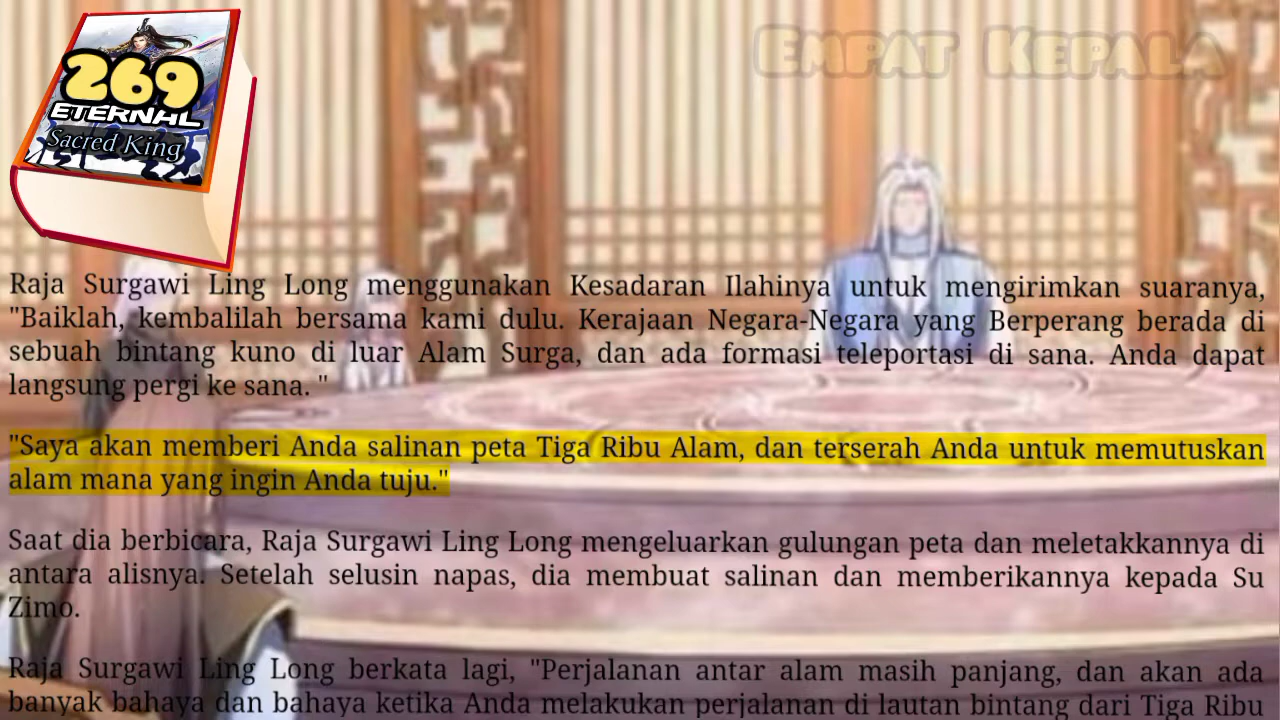 Empat Kepala
269
ETERNAL
Sacred King
Raja Surgawi Ling Long menggunakan Kesadaran Ilahinya untuk mengirimkan suaranya,
"Baiklah, kembalilah bersama kami dulu. Kerajaan Negara-Negara yang Berperang berada di
sebuah bintang kuno di luar Alam Surga, dan ada formasi teleportasi di sana. Anda dapat
langsung pergi ke sana. "
"Saya akan memberi Anda salinan peta Tiga Ribu Alam, dan terserah Anda untuk memutuskan
alam mana yang ingin Anda tuju."
Saat dia berbicara, Raja Surgawi Ling Long mengeluarkan gulungan peta dan meletakkannya di
antara alisnya. Setelah selusin napas, dia membuat salinan dan memberikannya kepada Su
Zimo.
Raja Surgawi Ling Long berkata lagi, "Perjalanan antar alam masih panjang, dan akan ada
banyak bahaya dan bahaya ketika Anda melakukan perjalanan di lautan bintang dari Tiga Ribu